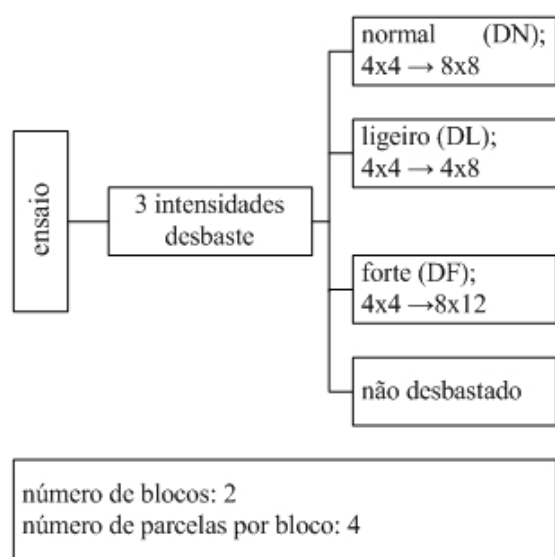 ensaio
3 intensidades
desbaste
normal (DN);
4x4 → 8x8
ligeiro (DL);
4x4 → 4x8
forte (DF);
4x4 →8x12
não desbastado
número de blocos: 2
número de parcelas por bloco: 4